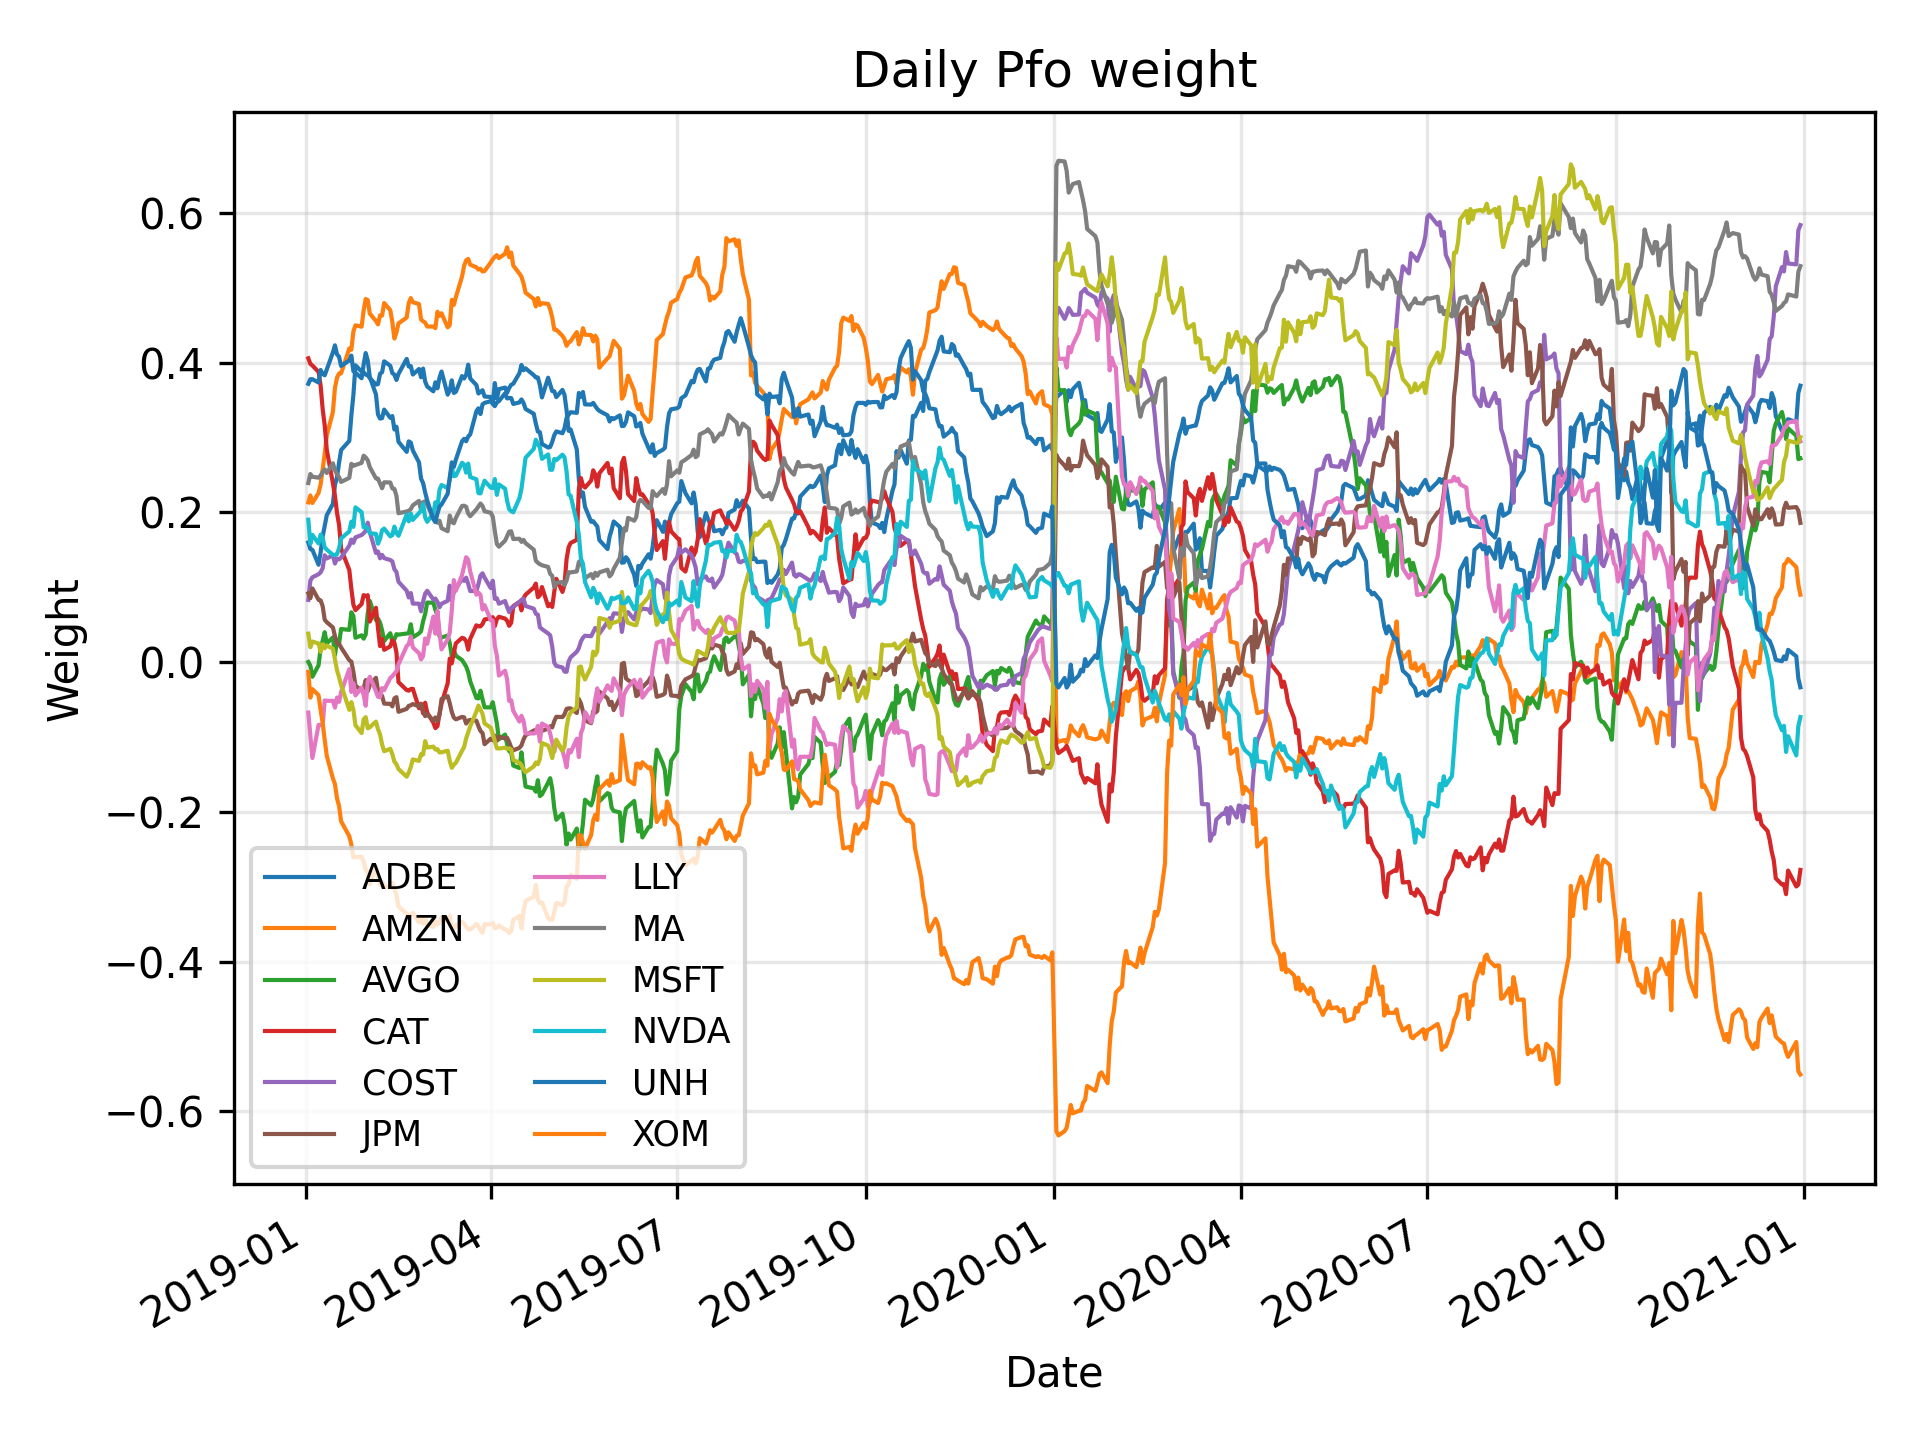 Daily Pfo weight
Weight
0.6
0.4
0.2
0.0
−0.2
−0.4
−0.6
ADBE
AMZN
AVGO
CAT
COST
JPM
LLY
MA
MSFT
NVDA
UNH
XOM
2019-01
2019-04
2019-07
2019-10
2020-01
2020-04
2020-07
2020-10
2021-01
Date